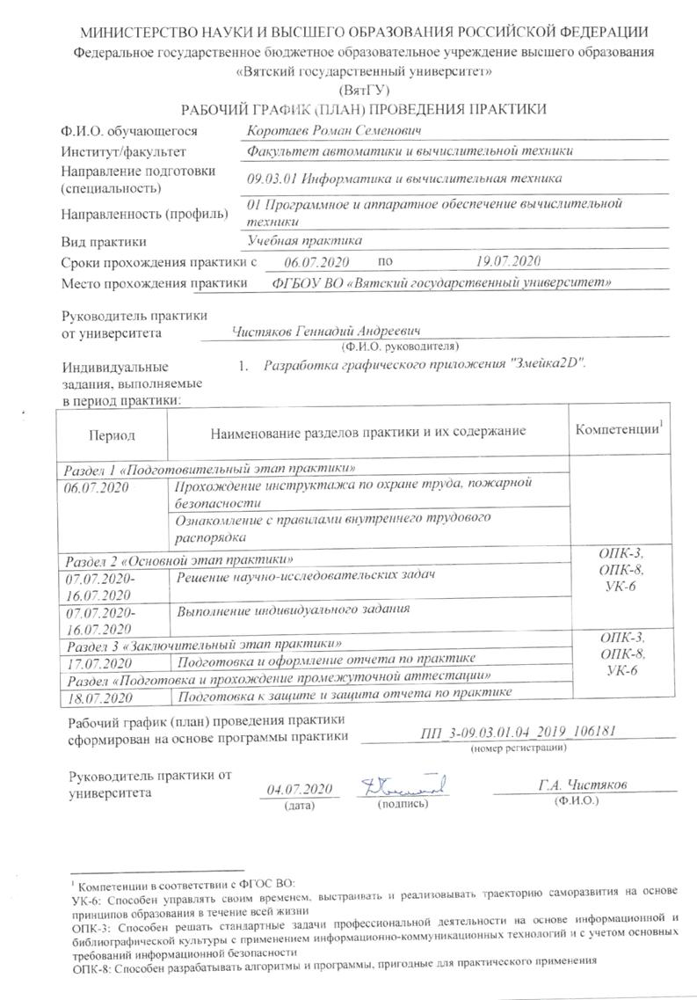 МИНИСТЕРСТВО НАУКИ И ВЫСШЕГО ОБРАЗОВАНИЯ РОССИЙСКОЙ ФЕДЕРАЦИИ
Федеральное государственное бюджетное образовательное учреждение высшего образования
«Вятский государственный университет»
(ВятГУ)
РАБОЧИЙ ГРАФИК (ПЛАН) ПРОВЕДЕНИЯ ПРАКТИКИ
Ф.И.О. обучающегося Коротаев Роман Семенович
Институт/факультет Факультет автоматики и вычислительной техники
Направление подготовки
(специальность) 09.03.01 Информатика и вычислительная техника
Направленность (профиль) 01 Программное и аппаратное обеспечение вычислительной
техники
Вид практики Учебная практика
Сроки прохождения практики с 06.07.2020 по 19.07.2020
Место прохождения практики ФГБОУ ВО «Вятский государственный университет»
Руководитель практики
от университета Чистяков Геннадий Андреевич
(Ф.И.О. руководителя)
Индивидуальные 1. Разработка графического приложения "Змейка2D".
задания, выполняемые
в период практики:
Период Наименование разделов практики и их содержание Компетенции1
Раздел 1 «Подготовительный этап практики»
06.07.2020 Прохождение инструктажа по охране труда, пожарной
безопасности
Ознакомление с правилами внутреннего трудового
распорядка
Раздел 2 «Основной этап практики» ОПК-3,
07.07.2020- Решение научно-исследовательских задач ОПК-8,
16.07.2020 УК-6
07.07.2020- Выполнение индивидуального задания
16.07.2020
Раздел 3 «Заключительный этап практики» ОПК-3,
17.07.2020 Подготовка и оформление отчета по практике ОПК-8,
Раздел «Подготовка и прохождение промежуточной аттестации» УК-6
18.07.2020 Подготовка к защите и защита отчета по практике
Рабочий график (план) проведения практики
сформирован на основе программы практики ПП_3-09.03.01.04_2019_106181
(номер регистрации)
Руководитель практики от
университета 04.07.2020 Г.А. Чистяков
(дата) (подпись) (Ф.И.О.)
1 Компетенции в соответствии с ФГОС ВО:
УК-6: Способен управлять своим временем, выстраивать и реализовывать траекторию саморазвития на основе
принципов образования в течение всей жизни
ОПК-3: Способен решать стандартные задачи профессиональной деятельности на основе информационной и
библиографической культуры с применением информационно-коммуникационных технологий и с учетом основных
требований информационной безопасности
ОПК-8: Способен разрабатывать алгоритмы и программы, пригодные для практического применения